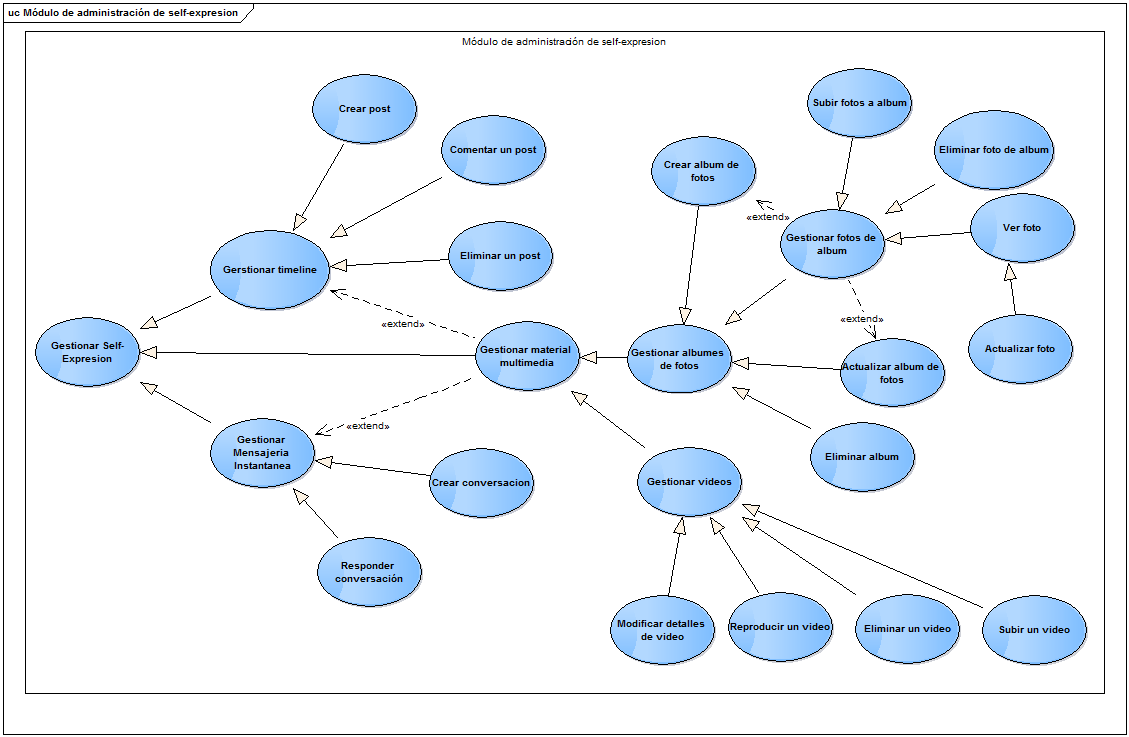 uc Módulo de administración de self-expresion
Módulo de administración de self-expresion
Crear post
Subir fotos a album
Comentar un post
Eliminar foto de album
Crear album de
fotos
«extend»
Ver foto
Gestionar fotos de
album
Eliminar un post
Gerstionar timeline
«extend»
«extend»
Gestionar Self-
Expresion
Gestionar material
multimedia
Gestionar albumes
de fotos
Actualizar album de
fotos
Actualizar foto
«extend»
Gestionar
Mensajeria
Instantanea
Eliminar album
Crear conversacion
Gestionar videos
Responder
conversación
Modificar detalles
de video
Reproducir un video
Eliminar un video
Subir un video